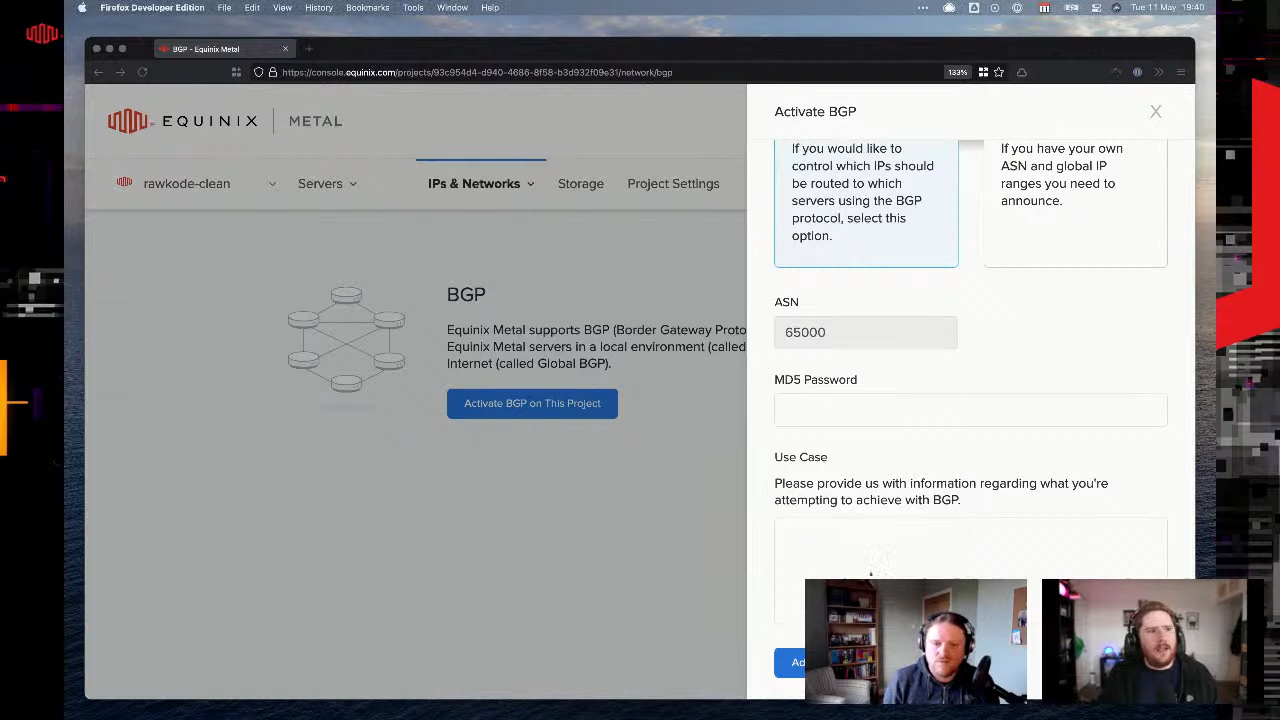 Firefox Developer Edition File Edit View History Bookmarks Tools Window Help Tue 11 May 19:40
BGP - Equinix Metal
https://console.equinix.com/projects/93c954d4-d940-4686-8f58-b3d932f09e31/network/bgp 133%
EQUINIX METAL
rawkode-clean Servers IPs & Networks Storage Project Settings
BGP
Equinix Metal supports BGP (Border Gateway Proto
Equinix Metal servers in a local environment (called
Internet (called Global BGP).
Activate BGP on This Project
Activate BGP X
If you would like to
control which IPs should
be routed to which
servers using the BGP
protocol, select this
option.
If you have your own
ASN and global IP
ranges you need to
announce.
ASN
65000
MD5 Password
Use Case
Please provide us with information regarding what you're
attempting to achieve with BGP.
Ad